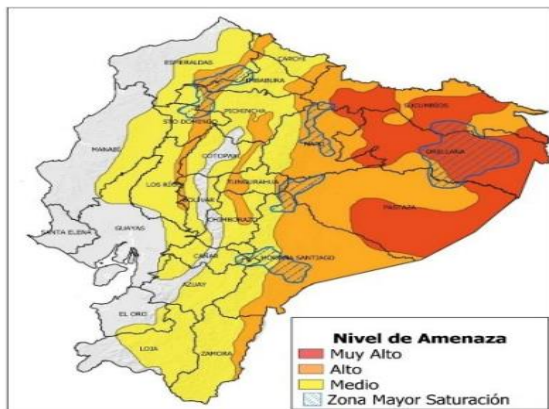 ESMERALDAS
CARCHI
IMBABURA
SUCUMBIOS
PICHINCHA
STO DOMINGO
NAPO
ORELLANA
MANABI
COTOPAXI
LOS RIOS
TUNGURAHUA
PASTAZA
BOLIVAR
CHIMBORAZO
GUAYAS
SANTA ELENA
CAÑAR
MORONA SANTIAGO
AZUAY
EL ORO
LOJA
ZAMORA
Nivel de Amenaza
Muy Alto
Alto
Medio
Zona Mayor Saturación